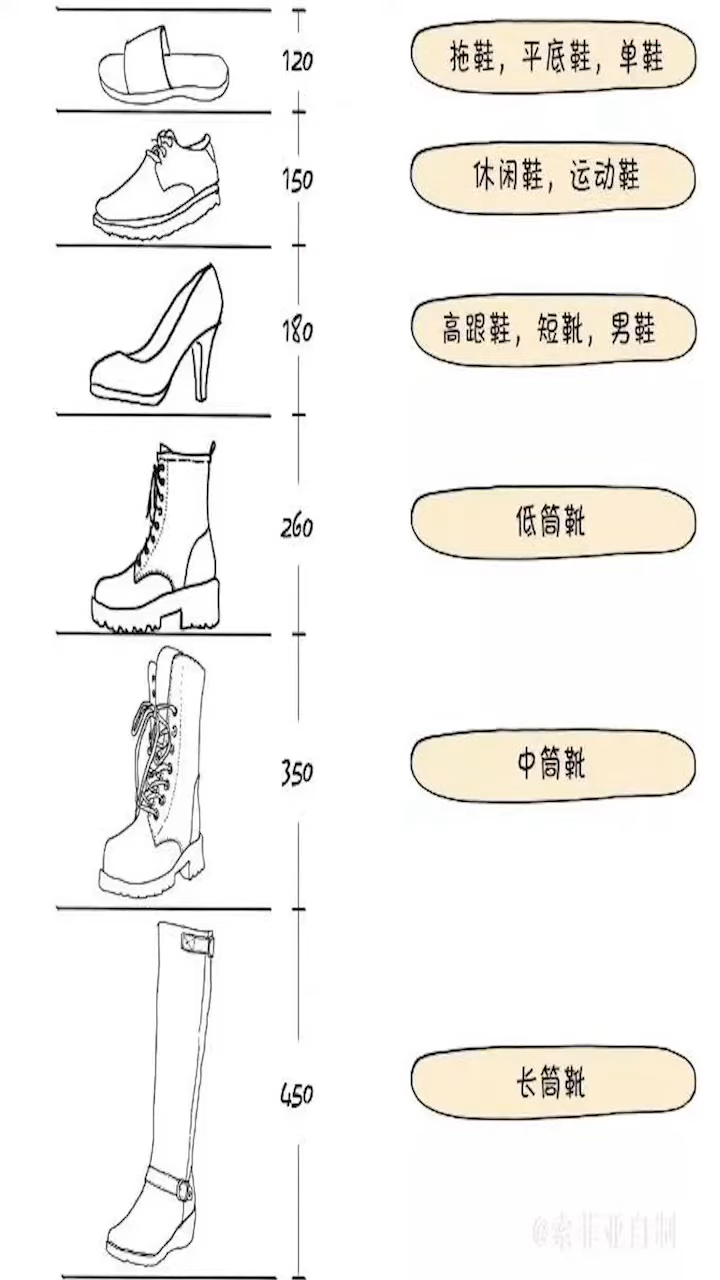 120
拖鞋，平底鞋，单鞋
150
休闲鞋，运动鞋
180
高跟鞋，短靴，男鞋
260
低筒靴
350
中筒靴
450
长筒靴
@索菲亚自制